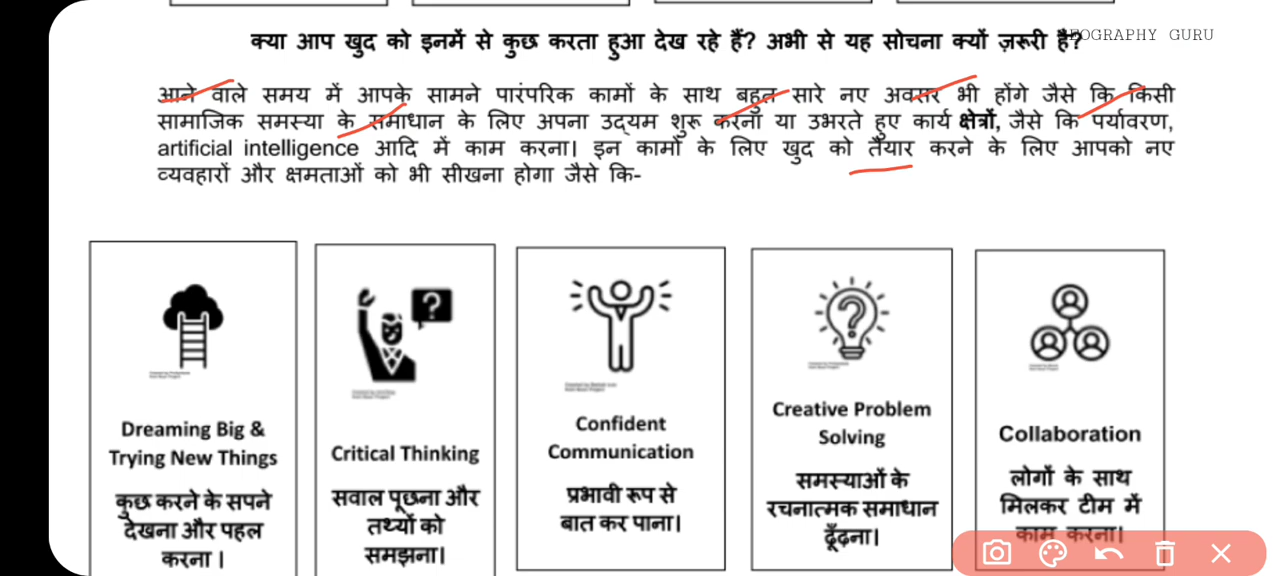 क्या आप खुद को इनमें से कुछ करता हुआ देख रहे हैं? अभी से यह सोचना क्यों ज़रूरी है?
GEOGRAPHY GURU
आने वाले समय में आपके सामने पारंपरिक कामों के साथ बहुत सारे नए अवसर भी होंगे जैसे कि किसी
सामाजिक समस्या के समाधान के लिए अपना उद्यम शुरू करना या उभरते हुए कार्य क्षेत्रों, जैसे कि पर्यावरण,
artificial intelligence आदि में काम करना। इन कामों के लिए खुद को तैयार करने के लिए आपको नए
व्यवहारों और क्षमताओं को भी सीखना होगा जैसे कि-
Dreaming Big &
Trying New Things
कुछ करने के सपने
देखना और पहल
करना ।
Critical Thinking
सवाल पूछना और
तथ्यों को
समझना।
Confident
Communication
प्रभावी रूप से
बात कर पाना।
Creative Problem
Solving
समस्याओं के
रचनात्मक समाधान
ढूँढ़ना।
Collaboration
लोगों के साथ
मिलकर टीम में
काम करना।